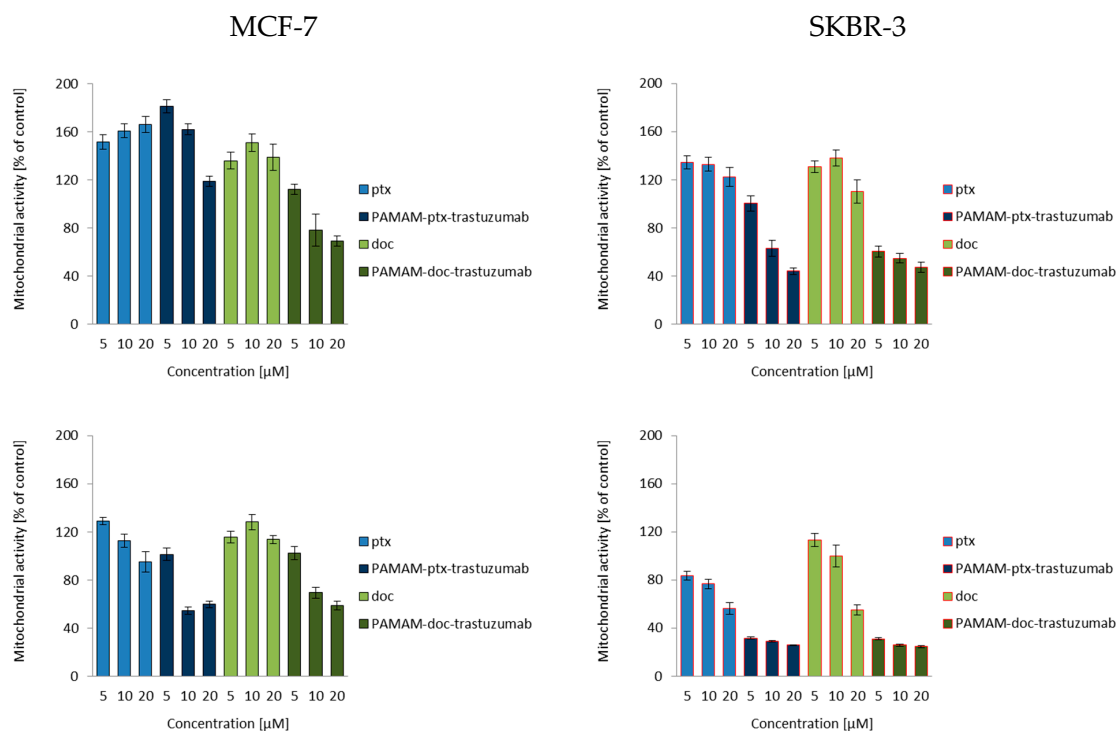 MCF-7
SKBR-3
Mitochondrial activity [% of control]
200
160
120
80
40
0
5 10 20 5 10 20 5 10 20 5 10 20
Concentration [µM]
ptx
PAMAM-ptx-trastuzumab
doc
PAMAM-doc-trastuzumab
Mitochondrial activity [% of control]
200
160
120
80
40
0
5 10 20 5 10 20 5 10 20 5 10 20
Concentration [µM]
ptx
PAMAM-ptx-trastuzumab
doc
PAMAM-doc-trastuzumab
Mitochondrial activity [% of control]
200
160
120
80
40
0
5 10 20 5 10 20 5 10 20 5 10 20
Concentration [µM]
ptx
PAMAM-ptx-trastuzumab
doc
PAMAM-doc-trastuzumab
Mitochondrial activity [% of control]
200
160
120
80
40
0
5 10 20 5 10 20 5 10 20 5 10 20
Concentration [µM]
ptx
PAMAM-ptx-trastuzumab
doc
PAMAM-doc-trastuzumab